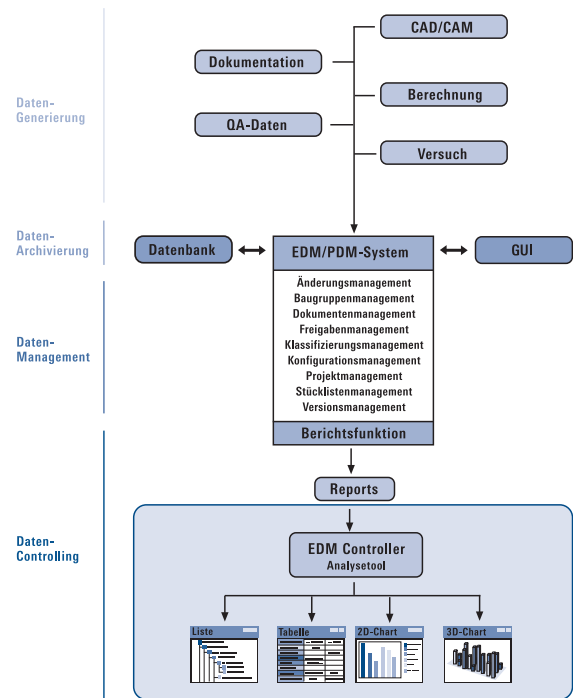 CAD/CAM
Dokumentation
Daten-
Generierung
Berechnung
QA-Daten
Versuch
Daten-
Archivierung
Datenbank
EDM/PDM-System
GUI
Änderungsmanagement
Baugruppenmanagement
Dokumentenmanagement
Freigabenmanagement
Klassifizierungsmanagement
Konfigurationsmanagement
Projektmanagement
Stücklistenmanagement
Versionsmanagement
Daten-
Management
Berichtsfunktion
Reports
Daten-
Controlling
EDM Controller
Analysetool
Liste
Tabelle
2D-Chart
3D-Chart